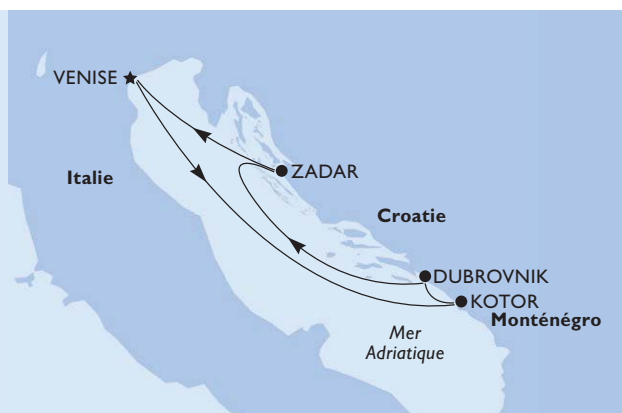 VENISE
ZADAR
Italie
Croatie
DUBROVNIK
KOTOR
Monténégro
Mer
Adriatique